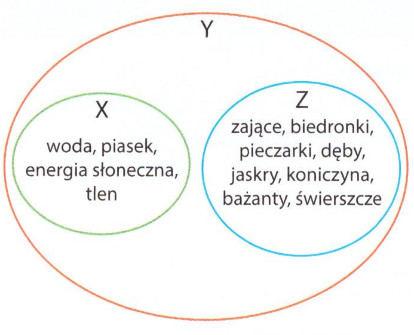 Y
X
woda, piasek,
energia słoneczna,
tlen
Z
zające, biedronki,
pieczarki, dęby,
jaskry, koniczyna,
bażanty, świerszcze